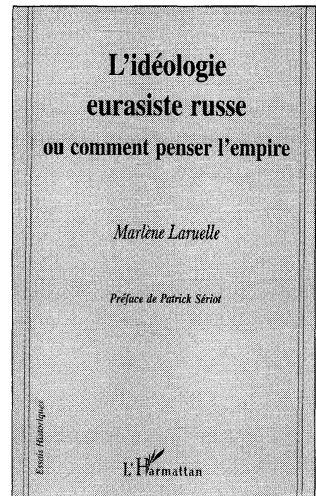 L'idéologie
eurasiste russe
ou comment penser l'empire
Marlène Laruelle
Préface de Patrick Sériot
Essais Historiques
L'Harmattan